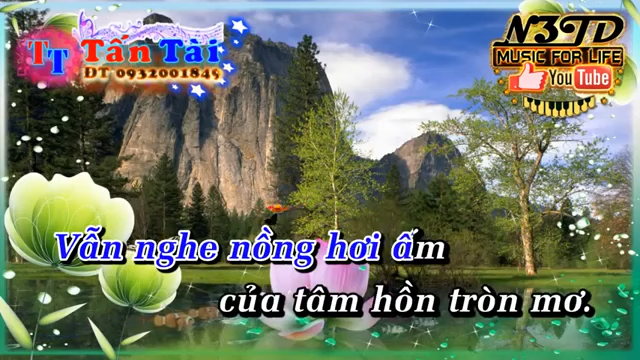 TT Tấn Tài
ĐT 0932001845
N3TD
MUSIC FOR LIFE
YouTube
Vẫn nghe nồng hơi ấm
của tâm hồn tròn mơ.